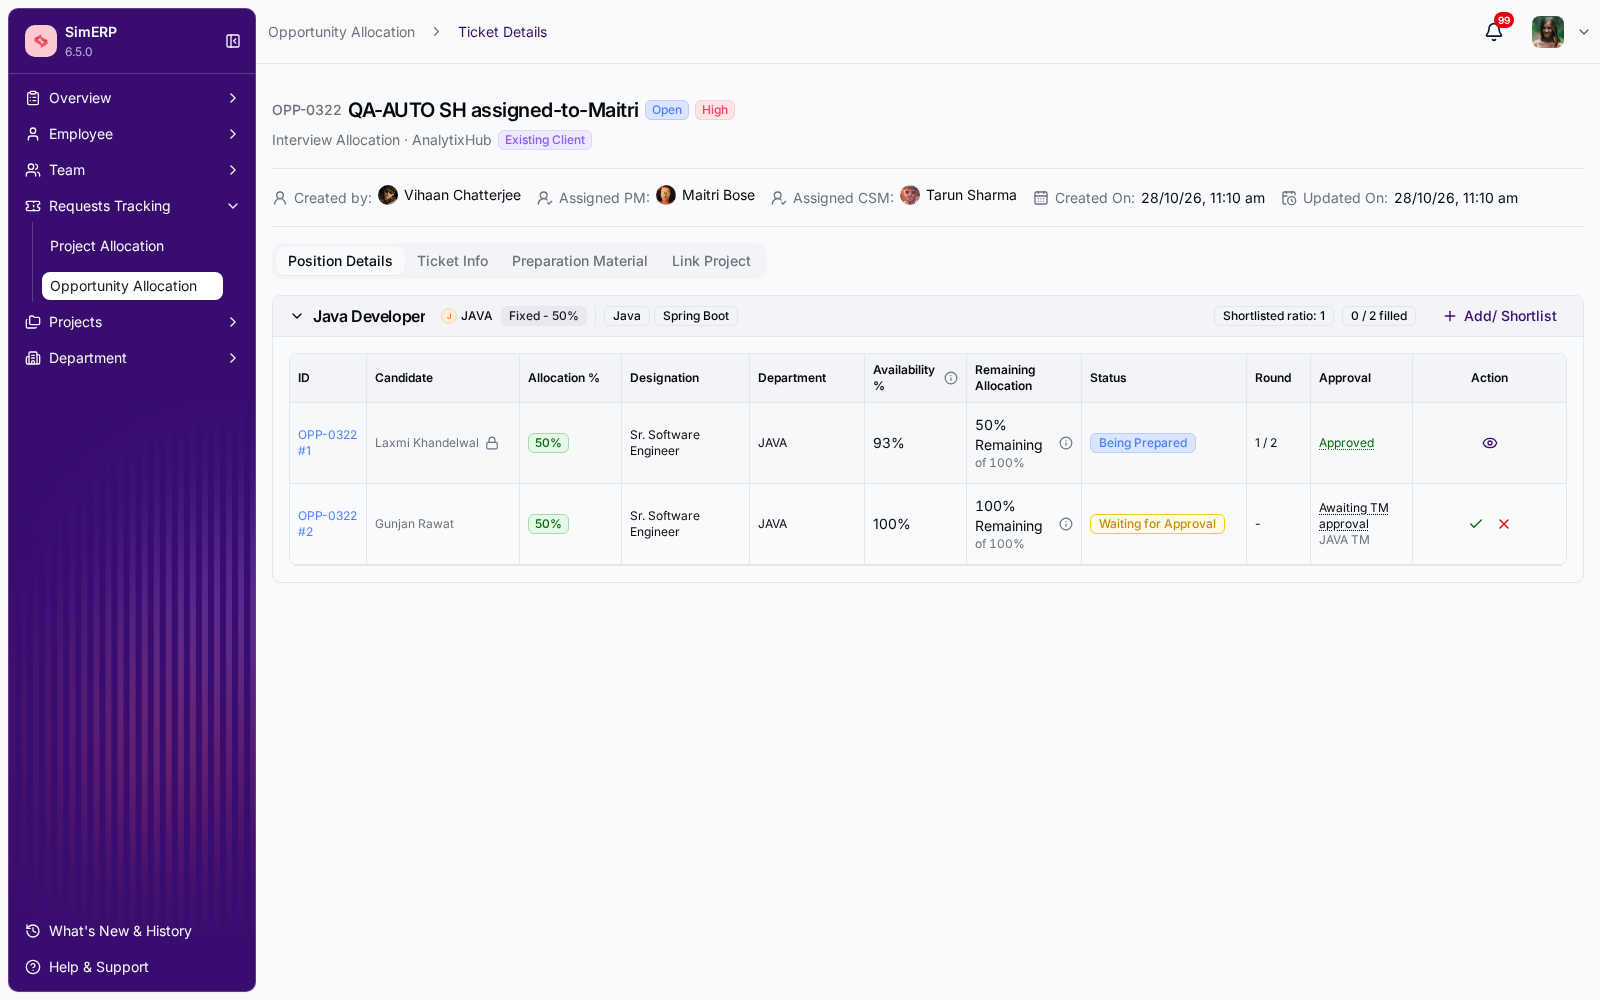 SimERP
6.5.0
Overview
Employee
Team
Requests Tracking
Project Allocation
Opportunity Allocation
Projects
Department
What's New & History
Help & Support
Opportunity Allocation
Ticket Details
99
OPP-0322 QA-AUTO SH assigned-to-Maitri Open High
Interview Allocation · AnalytixHub Existing Client
Created by: Vihaan Chatterjee Assigned PM: Maitri Bose Assigned CSM: Tarun Sharma Created On: 28/10/26, 11:10 am Updated On: 28/10/26, 11:10 am
Position Details Ticket Info Preparation Material Link Project
Java Developer J JAVA Fixed - 50% Java Spring Boot Shortlisted ratio: 1 0 / 2 filled Add/ Shortlist
ID
Candidate
Allocation %
Designation
Department
Availability
%
Remaining
Allocation
Status
Round
Approval
Action
OPP-0322
#1
Laxmi Khandelwal
50%
Sr. Software
Engineer
JAVA
93%
50%
Remaining
of 100%
Being Prepared
1 / 2
Approved
OPP-0322
#2
Gunjan Rawat
50%
Sr. Software
Engineer
JAVA
100%
100%
Remaining
of 100%
Waiting for Approval
-
Awaiting TM
approval
JAVA TM